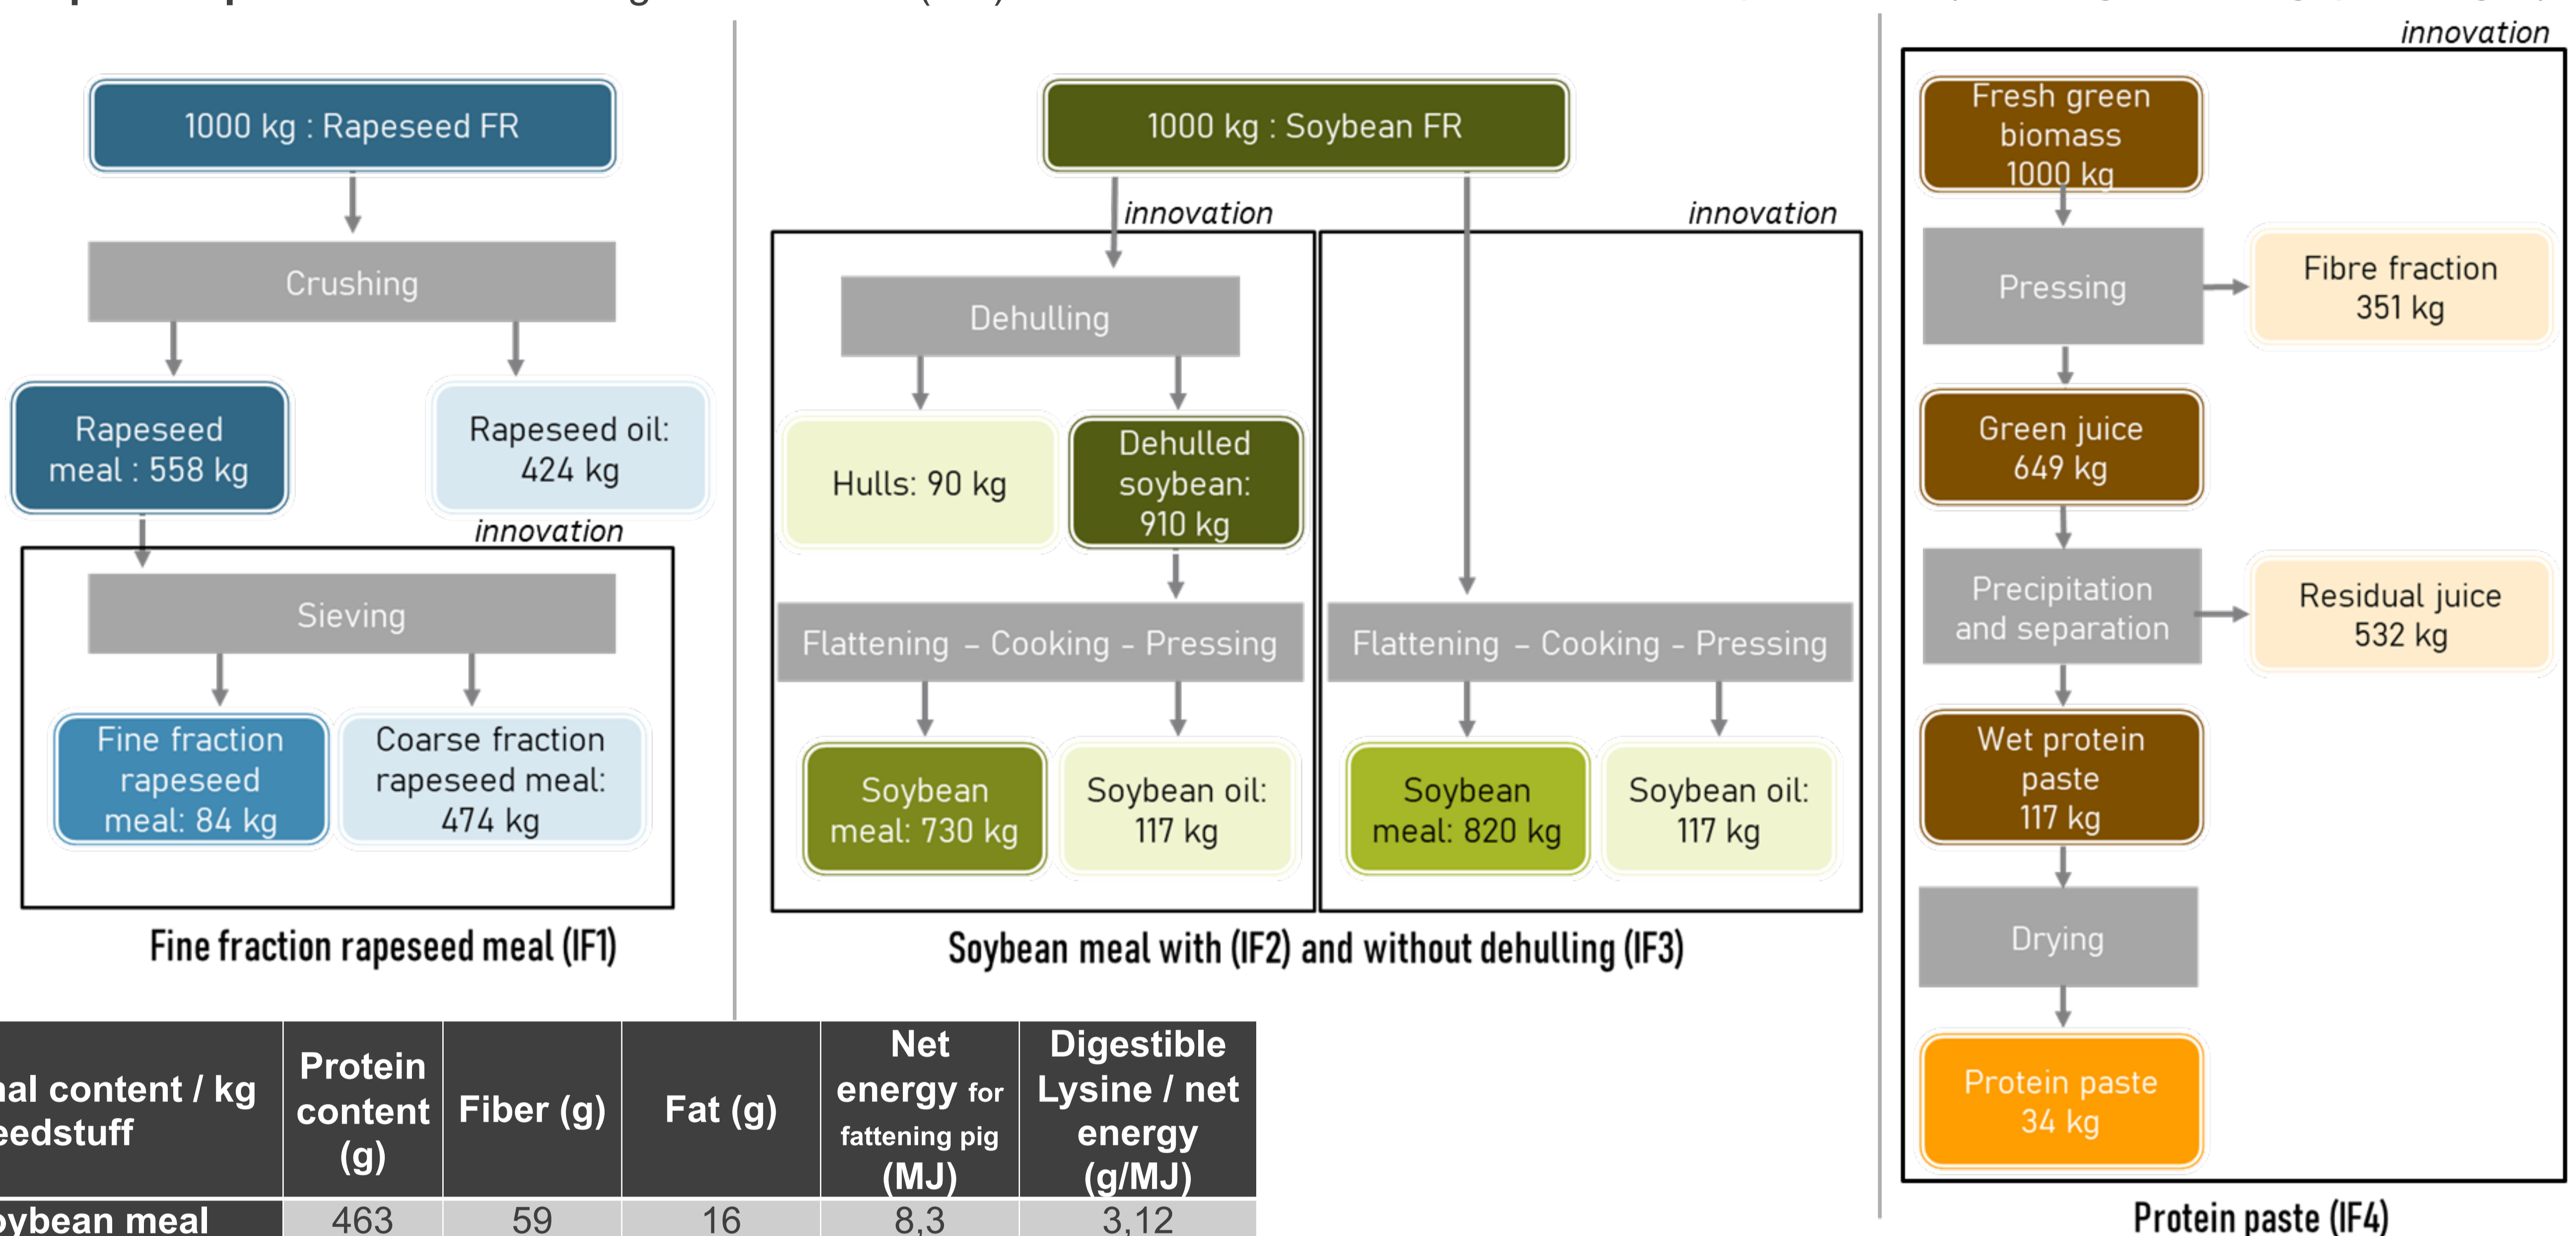 innovation
1000 kg : Rapeseed FR
Crushing
Rapeseed
meal : 558 kg
Rapeseed oil:
424 kg
innovation
Sieving
Fine fraction
rapeseed
meal: 84 kg
Coarse fraction
rapeseed meal:
474 kg
Fine fraction rapeseed meal (IF1)
1000 kg : Soybean FR
innovation
innovation
Dehulling
Hulls: 90 kg
Dehulled
soybean:
910 kg
Flattening – Cooking - Pressing
Flattening – Cooking - Pressing
Soybean
meal: 730 kg
Soybean oil:
117 kg
Soybean
meal: 820 kg
Soybean oil:
117 kg
Soybean meal with (IF2) and without dehulling (IF3)
Fresh green
biomass
1000 kg
Pressing
Fibre fraction
351 kg
Green juice
649 kg
Precipitation
and separation
Residual juice
532 kg
Wet protein
paste
117 kg
Drying
Protein paste
34 kg
Protein paste (IF4)
content / kg
Protein
content
(g)
Fiber (g)
Fat (g)
Net
energy for
fattening pig
(MJ)
Digestible
Lysine / net
energy
(g/MJ)
meal
463
59
16
8,3
3,12